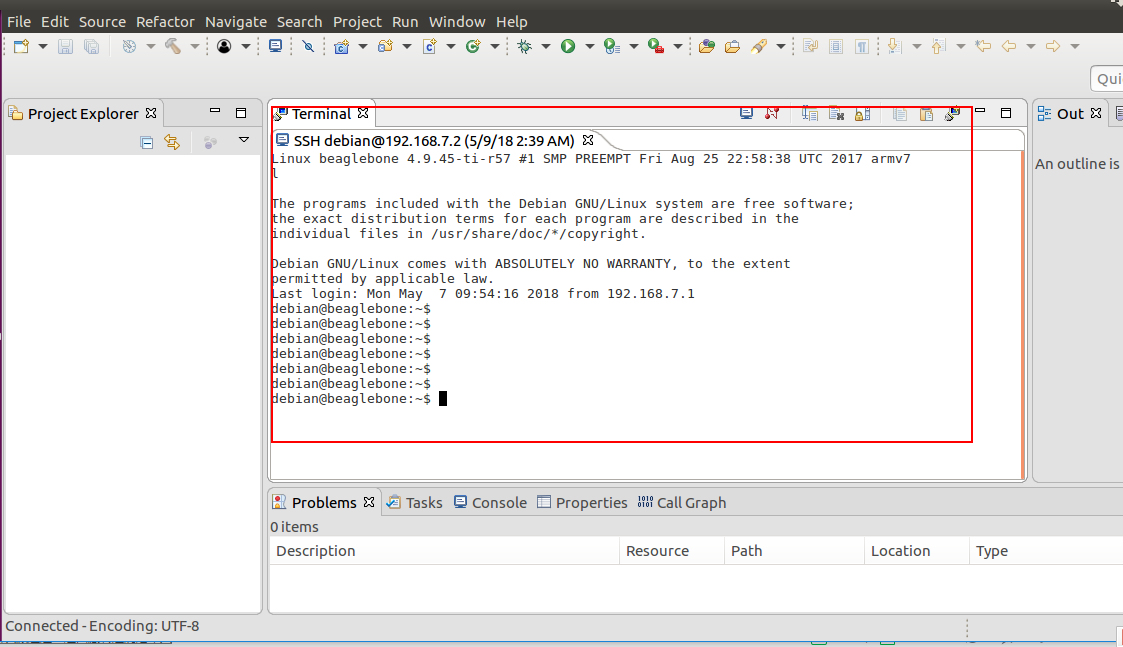 File Edit Source Refactor Navigate Search Project Run Window Help
Project Explorer
Terminal
Out
SSH debian@192.168.7.2 (5/9/18 2:39 AM)
Linux beaglebone 4.9.45-ti-r57 #1 SMP PREEMPT Fri Aug 25 22:58:38 UTC 2017 armv7
l
An outline is
The programs included with the Debian GNU/Linux system are free software;
the exact distribution terms for each program are described in the
individual files in /usr/share/doc/*/copyright.
Debian GNU/Linux comes with ABSOLUTELY NO WARRANTY, to the extent
permitted by applicable law.
Last login: Mon May  7 09:54:16 2018 from 192.168.7.1
debian@beaglebone:~$
debian@beaglebone:~$
debian@beaglebone:~$
debian@beaglebone:~$
debian@beaglebone:~$
debian@beaglebone:~$
debian@beaglebone:~$
Problems Tasks Console Properties Call Graph
0 items
Description Resource Path Location Type
Connected - Encoding: UTF-8